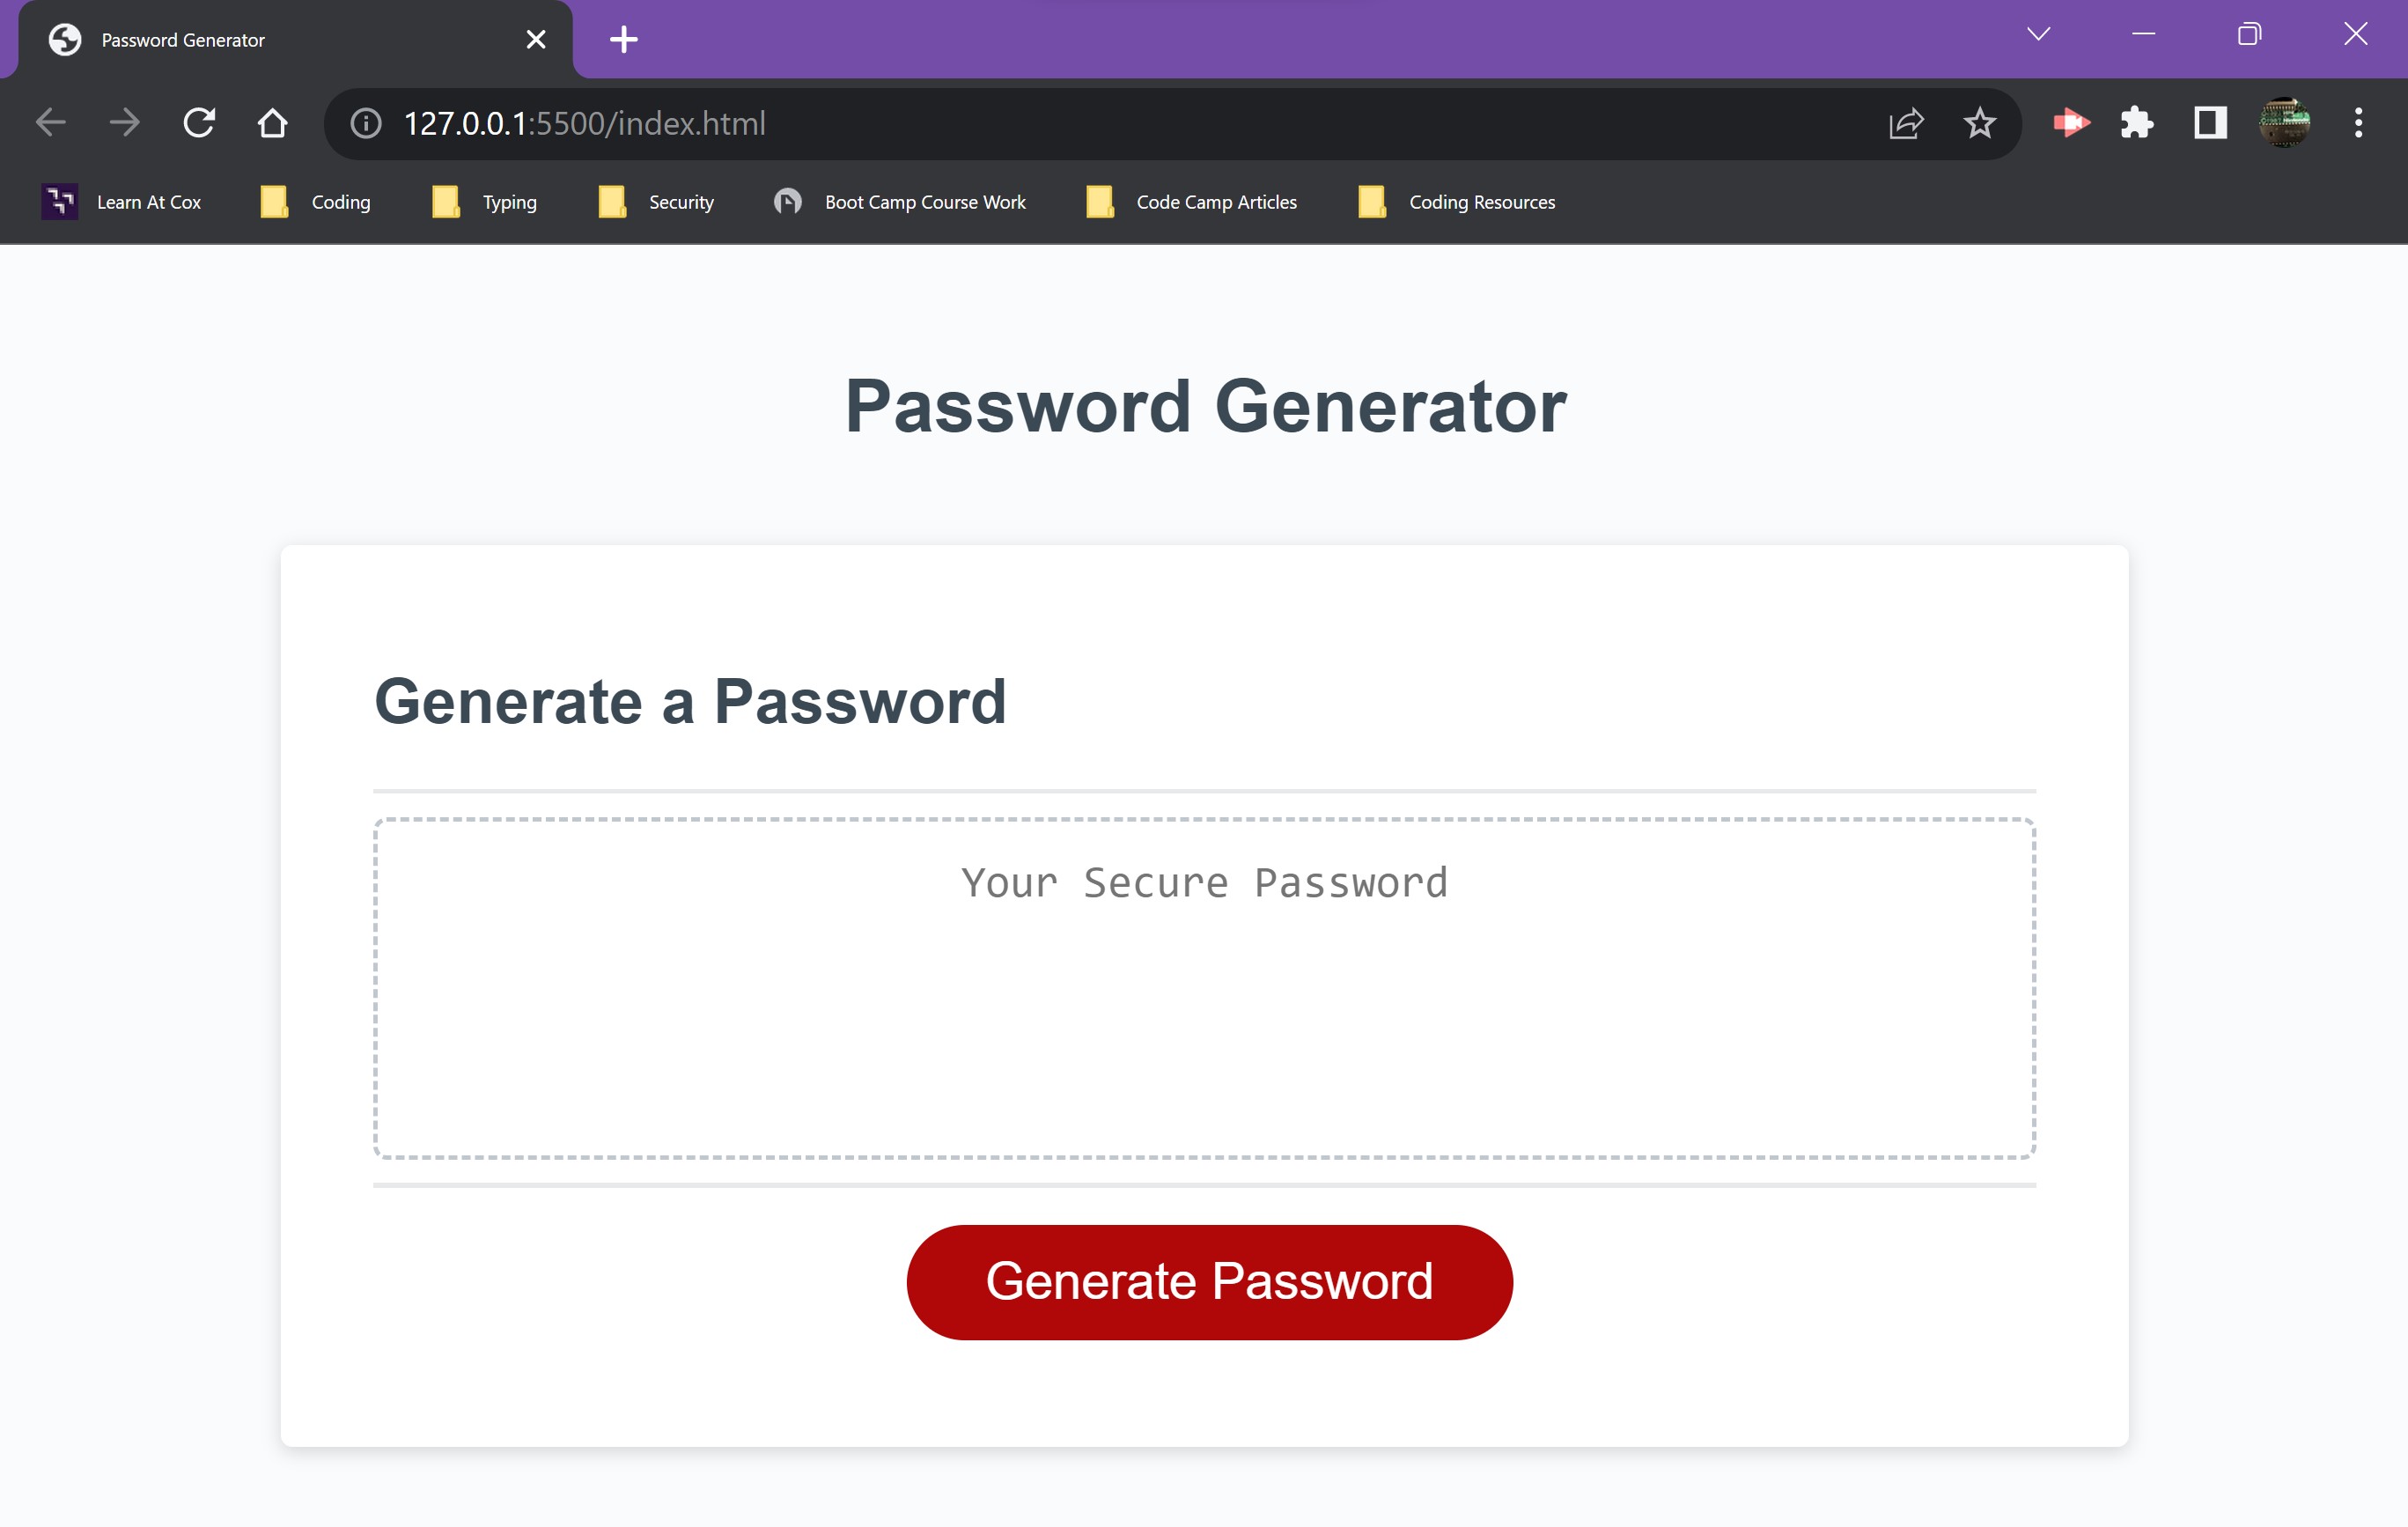 Password Generator
127.0.0.1:5500/index.html
Learn At Cox
Coding
Typing
Security
Boot Camp Course Work
Code Camp Articles
Coding Resources
Password Generator
Generate a Password
Your Secure Password
Generate Password